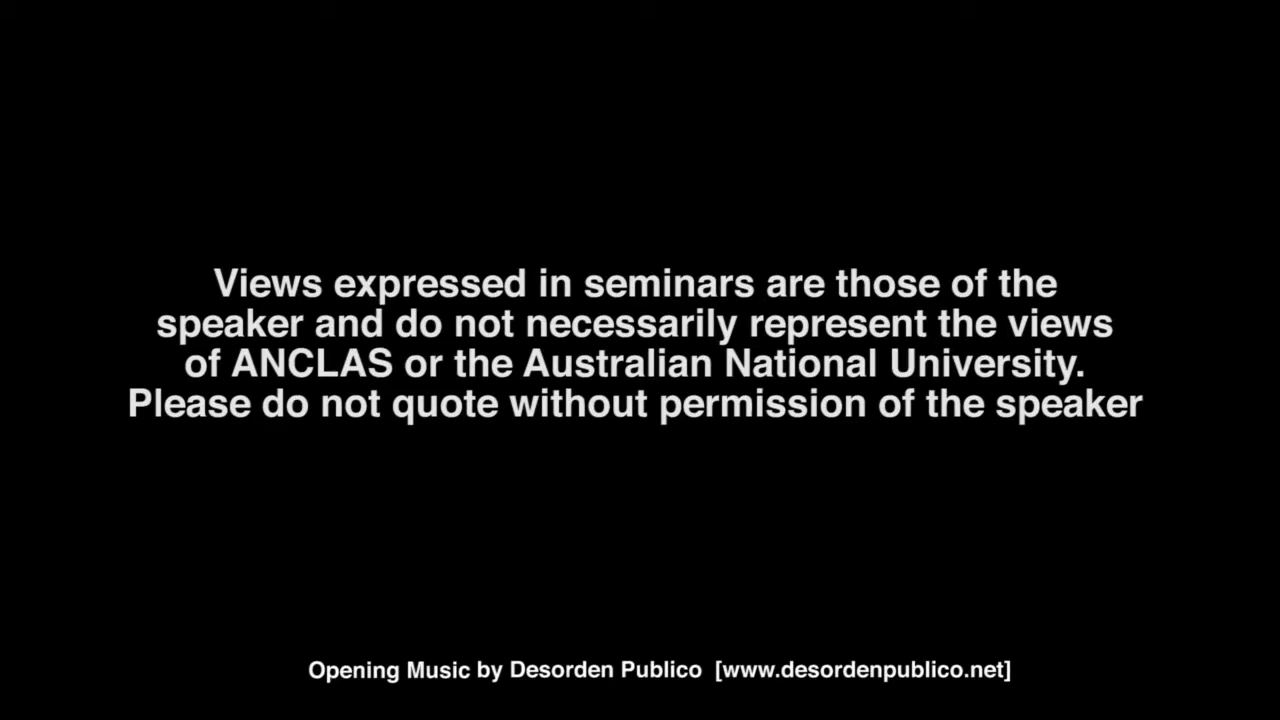 Views expressed in seminars are those of the
speaker and do not necessarily represent the views
of ANCLAS or the Australian National University.
Please do not quote without permission of the speaker
Opening Music by Desorden Publico [www.desordenpublico.net]